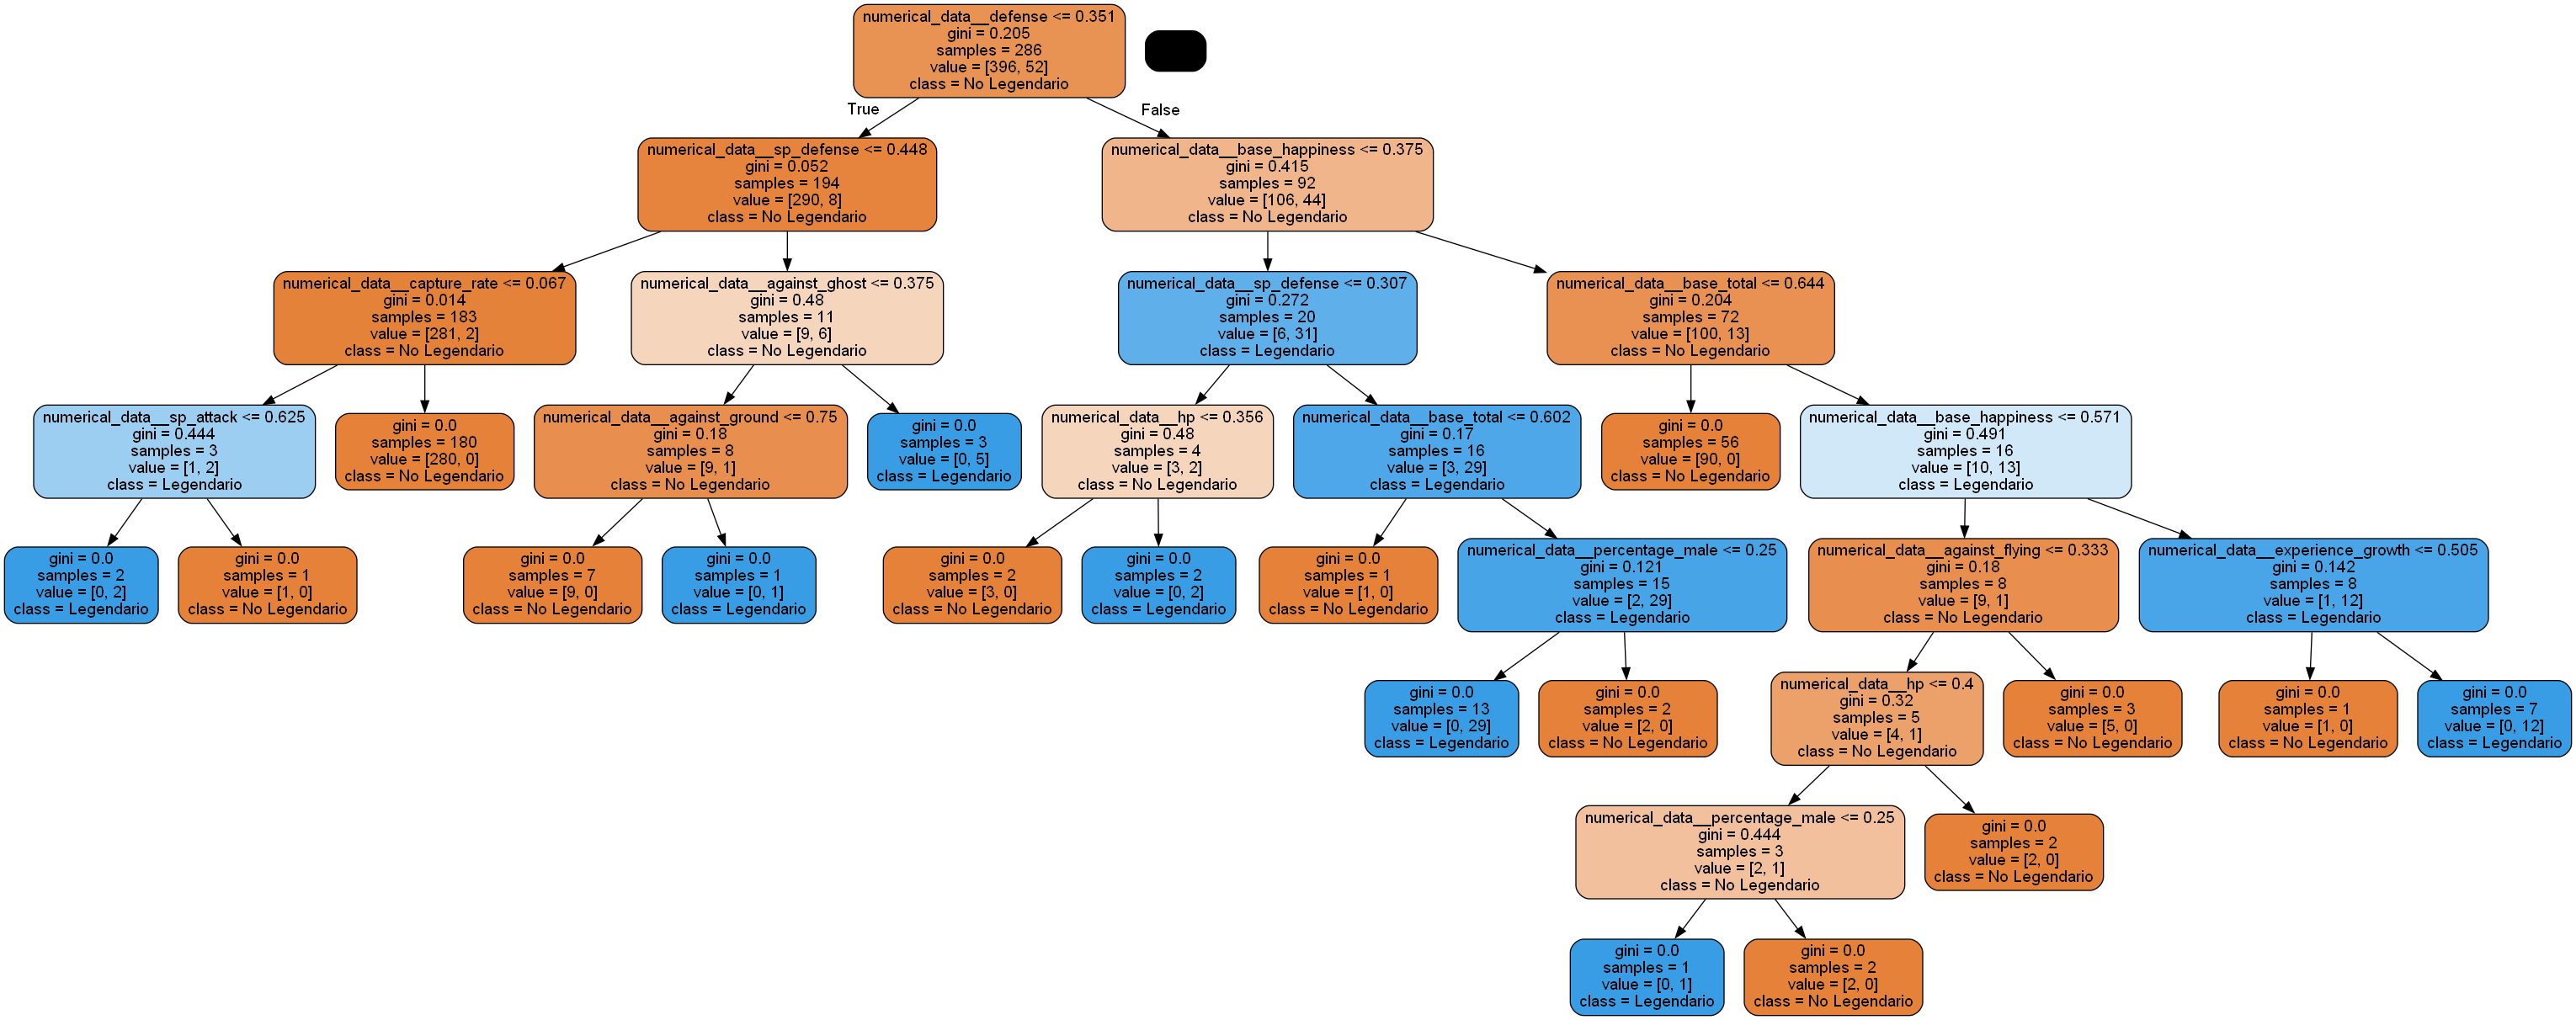 numerical_data__defense <= 0.351
gini = 0.205
samples = 286
value = [396, 52]
class = No Legendario
True
False
numerical_data__sp_defense <= 0.448
gini = 0.052
samples = 194
value = [290, 8]
class = No Legendario
numerical_data__base_happiness <= 0.375
gini = 0.415
samples = 92
value = [106, 44]
class = No Legendario
numerical_data__capture_rate <= 0.067
gini = 0.014
samples = 183
value = [281, 2]
class = No Legendario
numerical_data__against_ghost <= 0.375
gini = 0.48
samples = 11
value = [9, 6]
class = No Legendario
numerical_data__sp_defense <= 0.307
gini = 0.272
samples = 20
value = [6, 31]
class = Legendario
numerical_data__base_total <= 0.644
gini = 0.204
samples = 72
value = [100, 13]
class = No Legendario
numerical_data__sp_attack <= 0.625
gini = 0.444
samples = 3
value = [1, 2]
class = Legendario
gini = 0.0
samples = 180
value = [280, 0]
class = No Legendario
numerical_data__against_ground <= 0.75
gini = 0.18
samples = 8
value = [9, 1]
class = No Legendario
gini = 0.0
samples = 3
value = [0, 5]
class = Legendario
numerical_data__hp <= 0.356
gini = 0.48
samples = 4
value = [3, 2]
class = No Legendario
numerical_data__base_total <= 0.602
gini = 0.17
samples = 16
value = [3, 29]
class = Legendario
gini = 0.0
samples = 56
value = [90, 0]
class = No Legendario
numerical_data__base_happiness <= 0.571
gini = 0.491
samples = 16
value = [10, 13]
class = Legendario
gini = 0.0
samples = 2
value = [0, 2]
class = Legendario
gini = 0.0
samples = 1
value = [1, 0]
class = No Legendario
gini = 0.0
samples = 7
value = [9, 0]
class = No Legendario
gini = 0.0
samples = 1
value = [0, 1]
class = Legendario
gini = 0.0
samples = 2
value = [3, 0]
class = No Legendario
gini = 0.0
samples = 2
value = [0, 2]
class = Legendario
gini = 0.0
samples = 1
value = [1, 0]
class = No Legendario
numerical_data__percentage_male <= 0.25
gini = 0.121
samples = 15
value = [2, 29]
class = Legendario
numerical_data__against_flying <= 0.333
gini = 0.18
samples = 8
value = [9, 1]
class = No Legendario
numerical_data__experience_growth <= 0.505
gini = 0.142
samples = 8
value = [1, 12]
class = Legendario
gini = 0.0
samples = 13
value = [0, 29]
class = Legendario
gini = 0.0
samples = 2
value = [2, 0]
class = No Legendario
numerical_data__hp <= 0.4
gini = 0.32
samples = 5
value = [4, 1]
class = No Legendario
gini = 0.0
samples = 3
value = [5, 0]
class = No Legendario
gini = 0.0
samples = 1
value = [1, 0]
class = No Legendario
gini = 0.0
samples = 7
value = [0, 12]
class = Legendario
numerical_data__percentage_male <= 0.25
gini = 0.444
samples = 3
value = [2, 1]
class = No Legendario
gini = 0.0
samples = 2
value = [2, 0]
class = No Legendario
gini = 0.0
samples = 1
value = [0, 1]
class = Legendario
gini = 0.0
samples = 2
value = [2, 0]
class = No Legendario